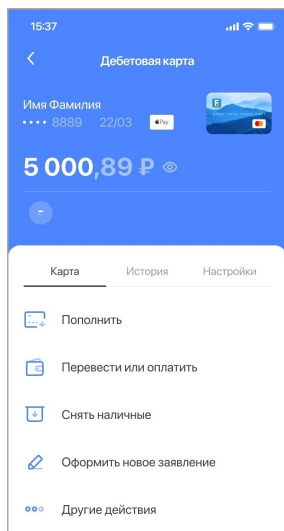 15:37
Дебетовая карта
Имя Фамилия
•••• 8889 22/03 Pay
5 000,89 ₽
Карта История Настройки
Пополнить
Перевести или оплатить
Снять наличные
Оформить новое заявление
Другие действия